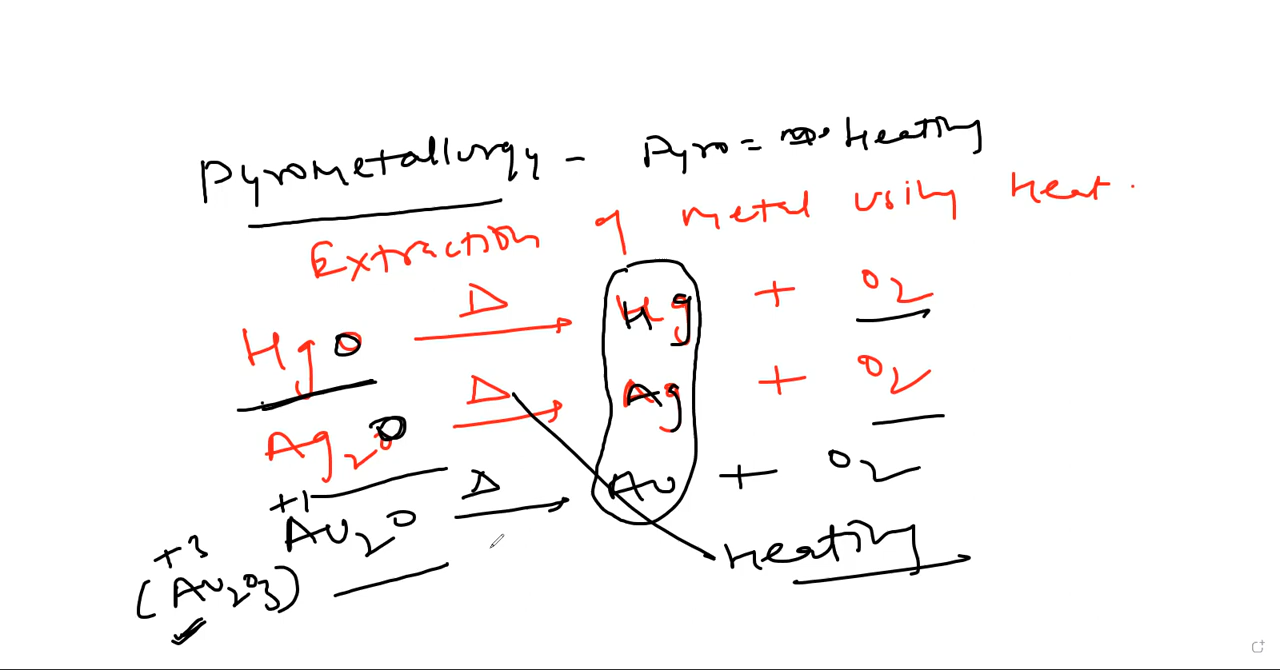 Pyrometallurgy - Pyro = Heating
Extraction of metal using Heat.
HgO Δ→ Hg + O2
Ag2O Δ→ Ag + O2
+1
Au2O Δ→ Au + O2
Heating
+3
(Au2O3)